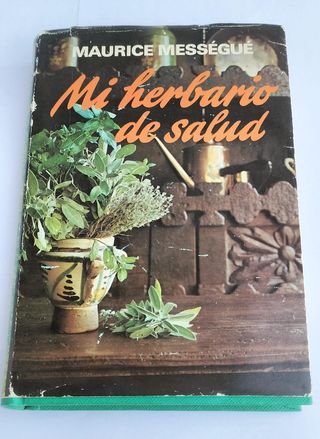 MAURICE MESSÉGUÉ
Mi herbario
de salud